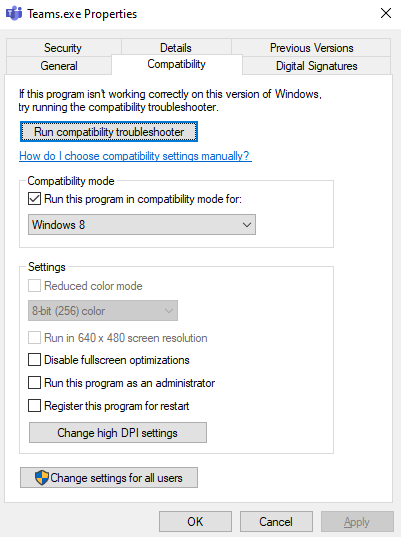 Teams.exe Properties
Security
Details
Previous Versions
General
Compatibility
Digital Signatures
If this program isn't working correctly on this version of Windows,
try running the compatibility troubleshooter.
Run compatibility troubleshooter
How do I choose compatibility settings manually?
Compatibility mode
Run this program in compatibility mode for:
Windows 8
Settings
Reduced color mode
8-bit (256) color
Run in 640 x 480 screen resolution
Disable fullscreen optimizations
Run this program as an administrator
Register this program for restart
Change high DPI settings
Change settings for all users
OK
Cancel
Apply